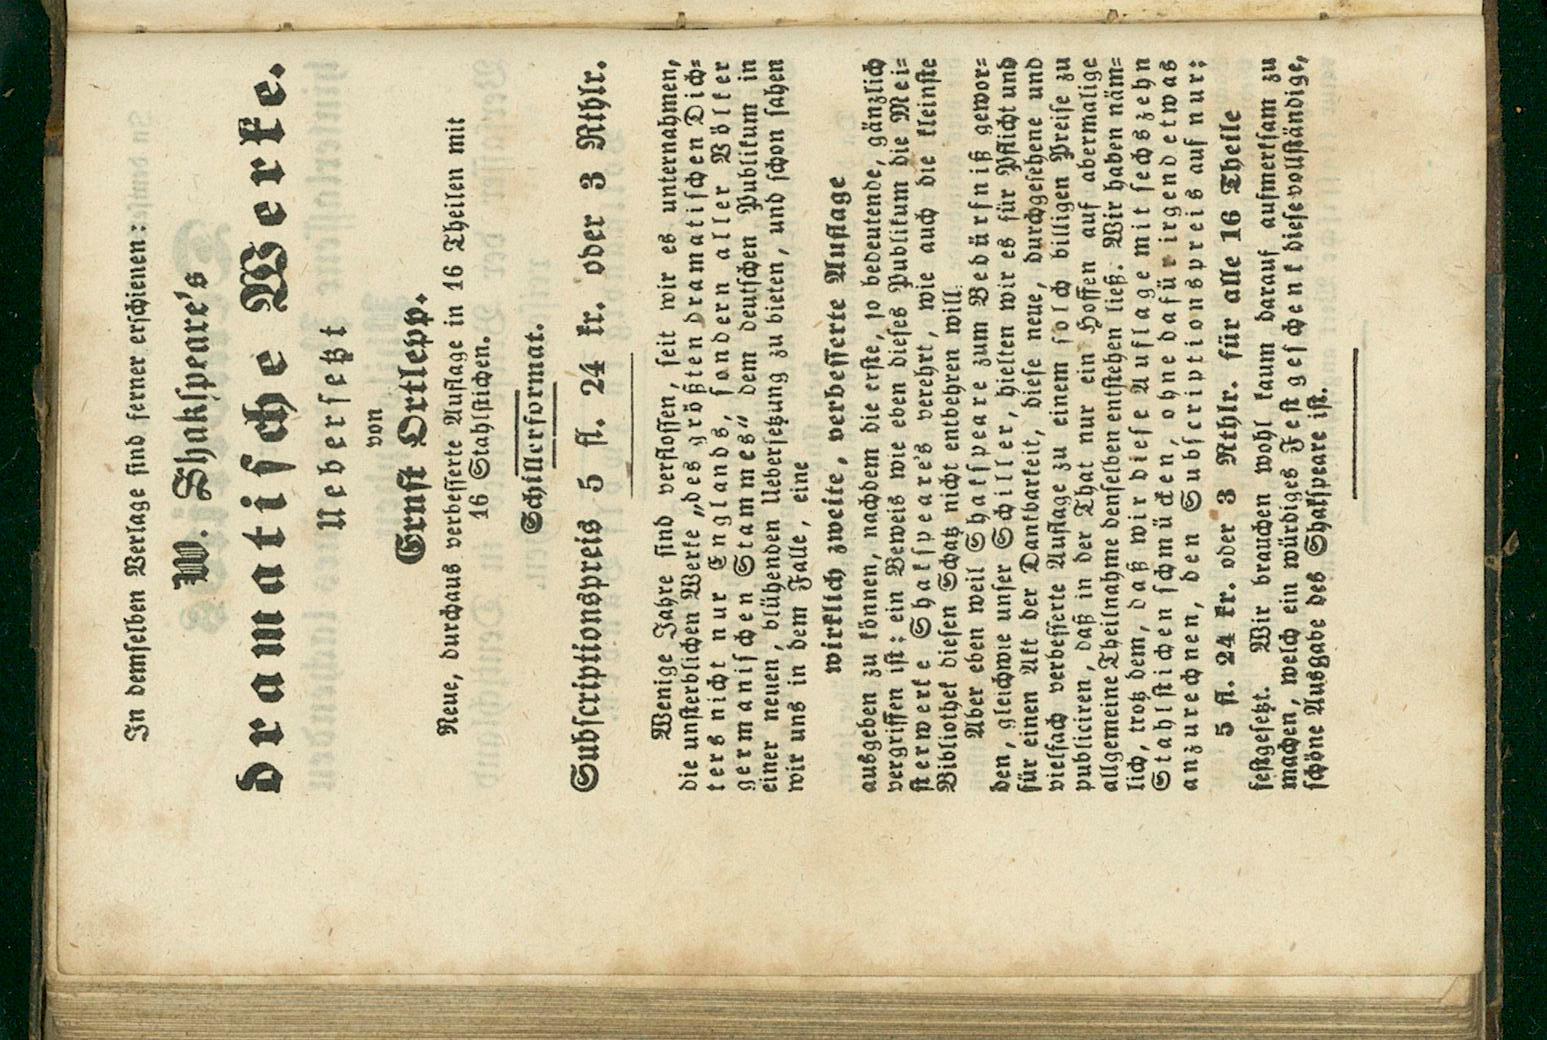 In demselben Verlage sind ferner erschienen:
W. Shakspeare's
dramatische Werke.
Uebersetzt
von
Ernst Ortlepp.
Neue, durchaus verbesserte Auflage in 16 Theilen mit
16 Stahlstichen.
Schillerformat.
Subscriptionspreis 5 fl. 24 kr. oder 3 Rthlr.
Wenige Jahre sind verflossen, seit wir es unternahmen,
die unsterblichen Werke „des größten dramatischen Dich=
ters nicht nur Englands, sondern aller Völker
germanischen Stammes“ dem deutschen Publikum in
einer neuen, blühenden Uebersetzung zu bieten, und schon sahen
wir uns in dem Falle, eine
wirklich zweite, verbesserte Auflage
ausgeben zu können, nachdem die erste, so bedeutende, gänzlich
vergriffen ist; ein Beweis wie eben dieses Publikum die Mei=
sterwerke Shakspeare's verehrt, wie auch die kleinste
Bibliothek diesen Schatz nicht entbehren will.
Aber eben weil Shakspeare zum Bedürfniß gewor=
den, gleichwie unser Schiller, hielten wir es für Pflicht und
für einen Akt der Dankbarkeit, diese neue, durchgesehene und
vielfach verbesserte Auflage zu einem solch billigen Preise zu
publiciren, daß in der That nur ein Hoffen auf abermalige
allgemeine Theilnahme denselben entstehen ließ. Wir haben näm=
lich, trotz dem, daß wir diese Auflage mit sechszehn
Stahlstichen schmücken, ohne dafür irgend etwas
anzurechnen, den Subscriptionspreis auf nur:
5 fl. 24 kr. oder 3 Rthlr. für alle 16 Theile
festgesetzt. Wir brauchen wohl kaum darauf aufmerksam zu
machen, welch ein würdiges Festgeschenk diese vollständige,
schöne Ausgabe des Shakspeare ist.